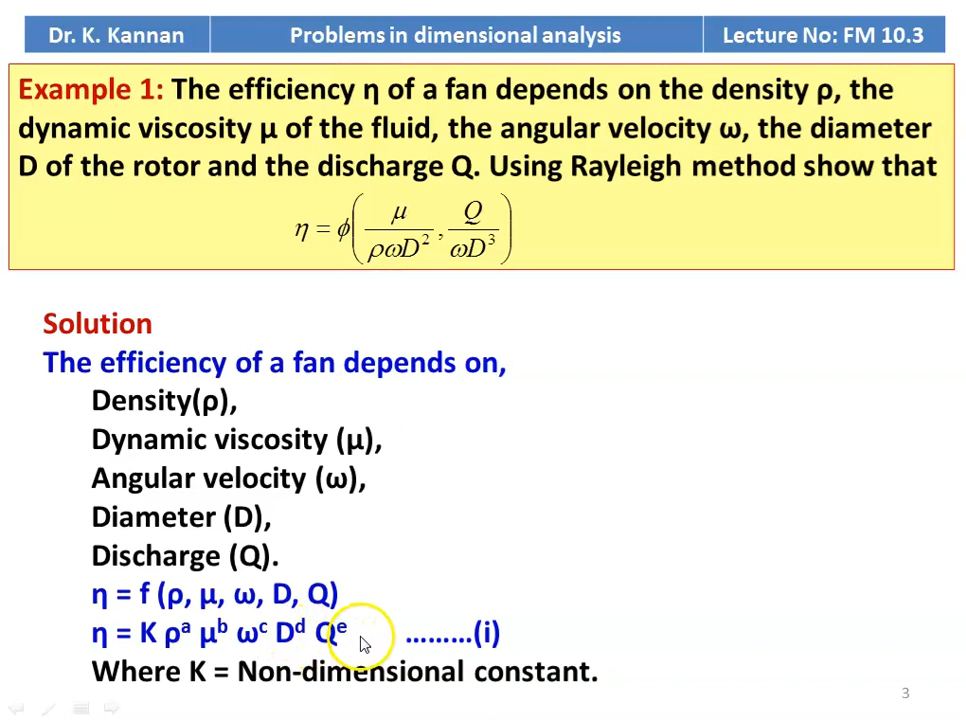 Dr. K. Kannan Problems in dimensional analysis Lecture No: FM 10.3
Example 1: The efficiency η of a fan depends on the density ρ, the
dynamic viscosity μ of the fluid, the angular velocity ω, the diameter
D of the rotor and the discharge Q. Using Rayleigh method show that
η = ϕ(μ/ρωD², Q/ωD³)
Solution
The efficiency of a fan depends on,
Density(ρ),
Dynamic viscosity (μ),
Angular velocity (ω),
Diameter (D),
Discharge (Q).
η = f (ρ, μ, ω, D, Q)
η = K ρᵃ μᵇ ωᶜ Dᵈ Qᵉ ………(i)
Where K = Non-dimensional constant.
3